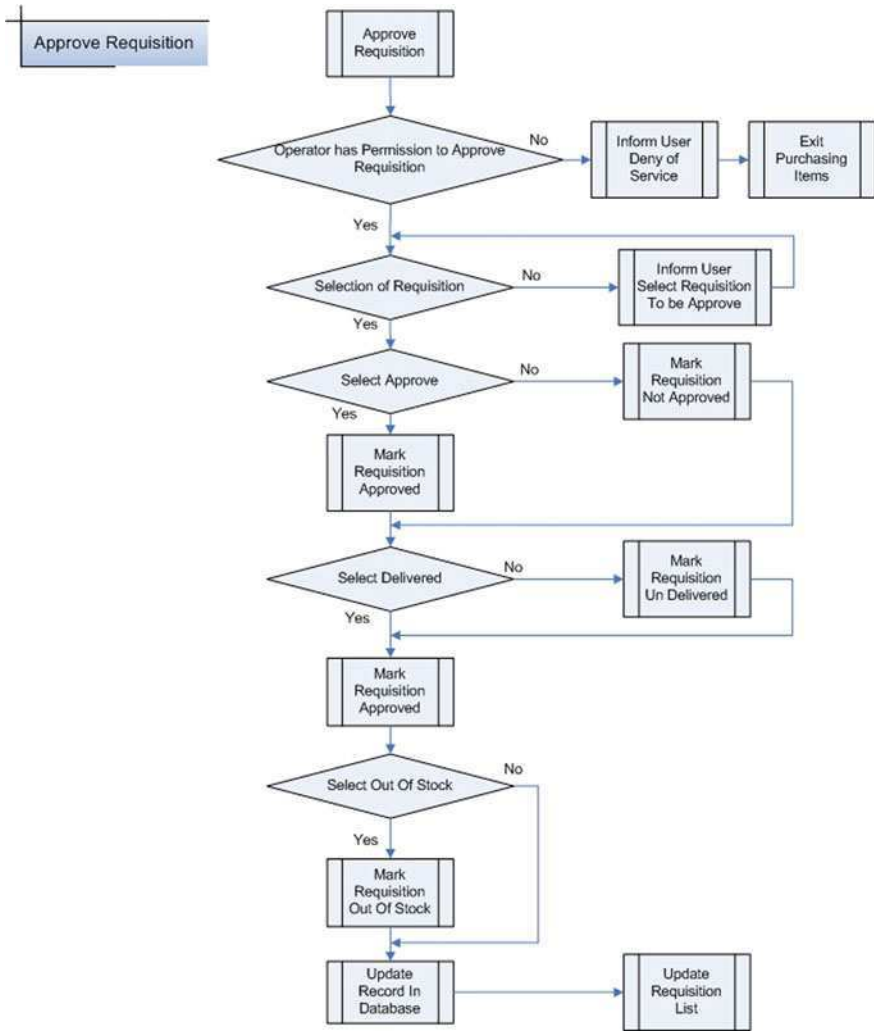 Approve Requisition
Approve
Requisition
Operator has Permission to Approve
Requisition
No
Inform User
Deny of
Service
Exit
Purchasing
Items
Yes
Selection of Requisition
No
Inform User
Select Requisition
To be Approve
Yes
Select Approve
No
Mark
Requisition
Not Approved
Yes
Mark
Requisition
Approved
Select Delivered
No
Mark
Requisition
Un Delivered
Yes
Mark
Requisition
Approved
Select Out Of Stock
No
Yes
Mark
Requisition
Out Of Stock
Update
Record In
Database
Update
Requisition
List